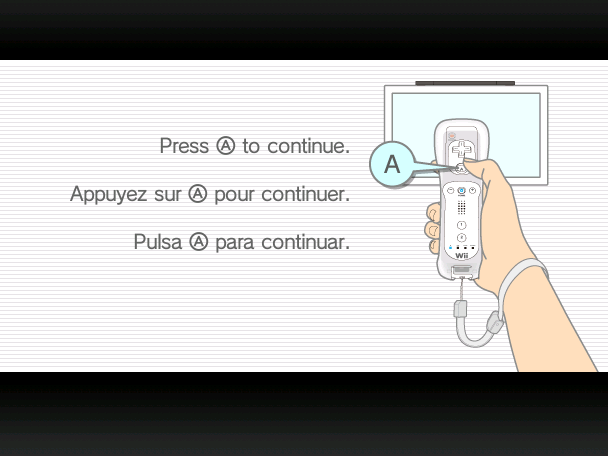 Press Ⓐ to continue.
Appuyez sur Ⓐ pour continuer.
Pulsa Ⓐ para continuar.
A
Wii